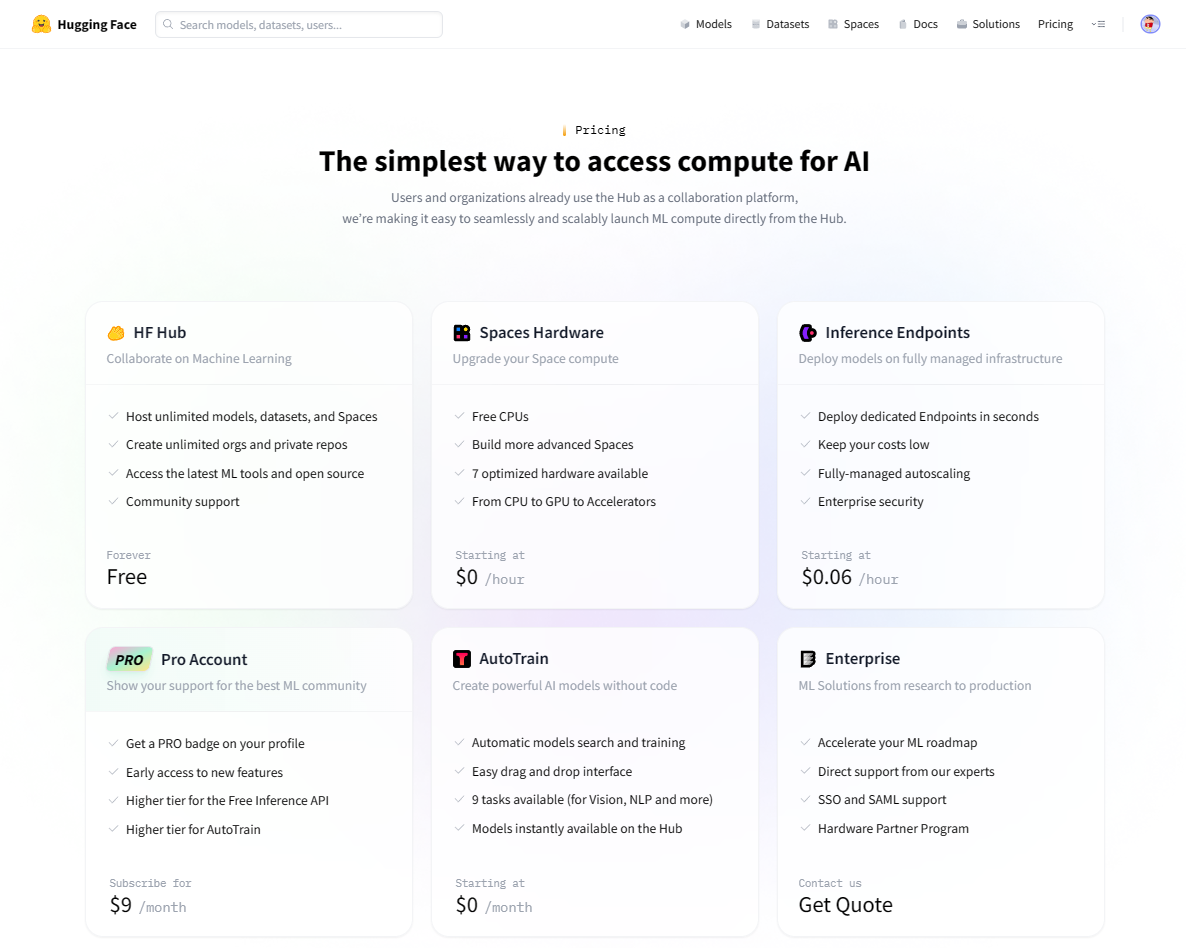 Hugging Face
Search models, datasets, users...
Models
Datasets
Spaces
Docs
Solutions
Pricing
Pricing
The simplest way to access compute for AI
Users and organizations already use the Hub as a collaboration platform,
we’re making it easy to seamlessly and scalably launch ML compute directly from the Hub.
HF Hub
Collaborate on Machine Learning
Host unlimited models, datasets, and Spaces
Create unlimited orgs and private repos
Access the latest ML tools and open source
Community support
Forever
Free
Spaces Hardware
Upgrade your Space compute
Free CPUs
Build more advanced Spaces
7 optimized hardware available
From CPU to GPU to Accelerators
Starting at
$0 /hour
Inference Endpoints
Deploy models on fully managed infrastructure
Deploy dedicated Endpoints in seconds
Keep your costs low
Fully-managed autoscaling
Enterprise security
Starting at
$0.06 /hour
PRO Pro Account
Show your support for the best ML community
Get a PRO badge on your profile
Early access to new features
Higher tier for the Free Inference API
Higher tier for AutoTrain
Subscribe for
$9 /month
AutoTrain
Create powerful AI models without code
Automatic models search and training
Easy drag and drop interface
9 tasks available (for Vision, NLP and more)
Models instantly available on the Hub
Starting at
$0 /month
Enterprise
ML Solutions from research to production
Accelerate your ML roadmap
Direct support from our experts
SSO and SAML support
Hardware Partner Program
Contact us
Get Quote